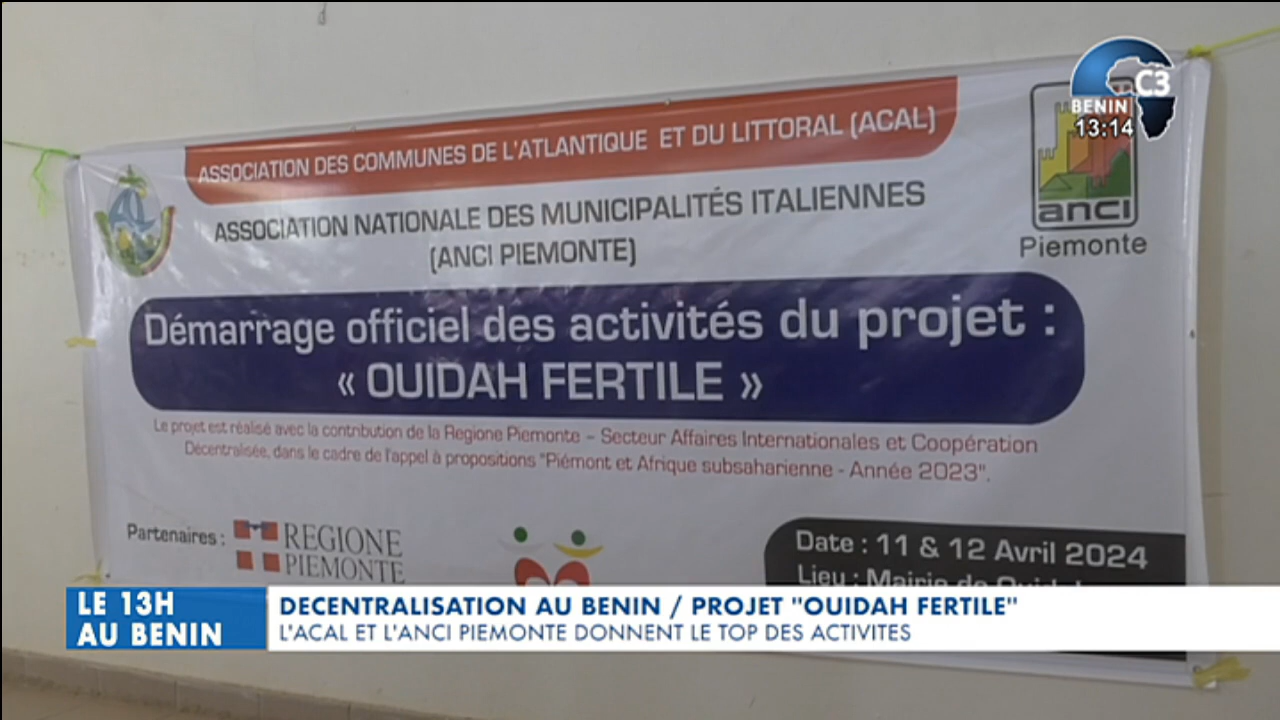 C3
BENIN
13:14
ASSOCIATION DES COMMUNES DE L'ATLANTIQUE ET DU LITTORAL (ACAL)
ASSOCIATION NATIONALE DES MUNICIPALITÉS ITALIENNES
(ANCI PIEMONTE)
anci
Piemonte
Démarrage officiel des activités du projet :
« OUIDAH FERTILE »
Le projet est réalisé avec la contribution de la Regione Piemonte – Secteur Affaires Internationales et Coopération
Décentralisée, dans le cadre de l'appel à propositions "Piémont et Afrique subsaharienne - Année 2023".
Partenaires :
REGIONE
PIEMONTE
Date : 11 & 12 Avril 2024
Lieu : Mairie de Ouidah
LE 13H
AU BENIN
DECENTRALISATION AU BENIN / PROJET "OUIDAH FERTILE"
L'ACAL ET L'ANCI PIEMONTE DONNENT LE TOP DES ACTIVITES